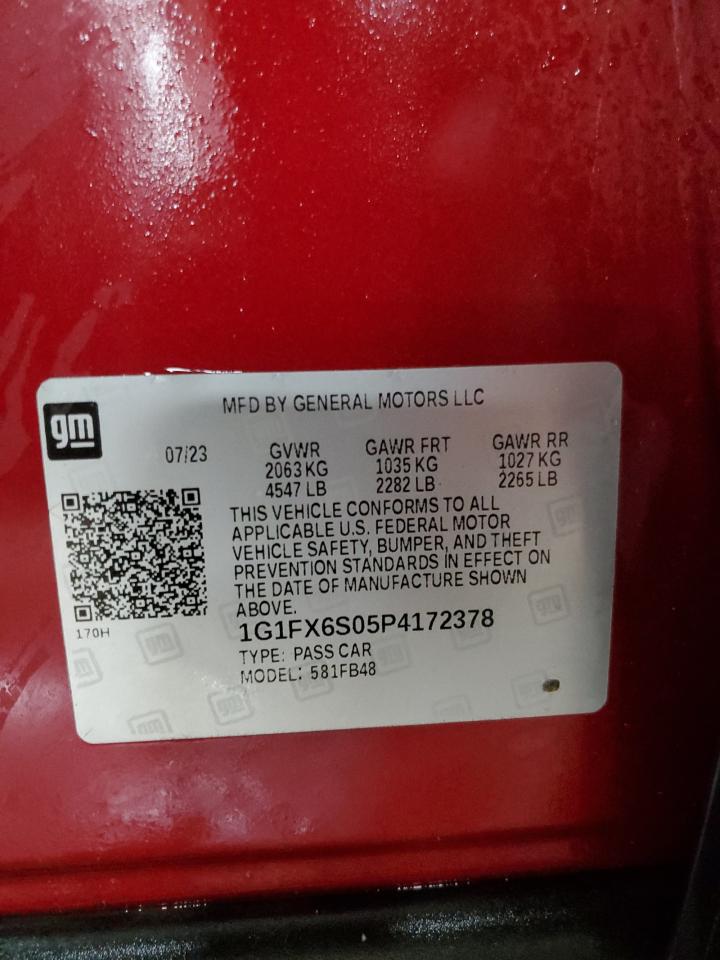 MFD BY GENERAL MOTORS LLC
gm
07/23 GVWR GAWR FRT GAWR RR
2063 KG 1035 KG 1027 KG
4547 LB 2282 LB 2265 LB
THIS VEHICLE CONFORMS TO ALL
APPLICABLE U.S. FEDERAL MOTOR
VEHICLE SAFETY, BUMPER, AND THEFT
PREVENTION STANDARDS IN EFFECT ON
THE DATE OF MANUFACTURE SHOWN
ABOVE.
170H
1G1FX6S05P4172378
TYPE: PASS CAR
MODEL: 581FB48